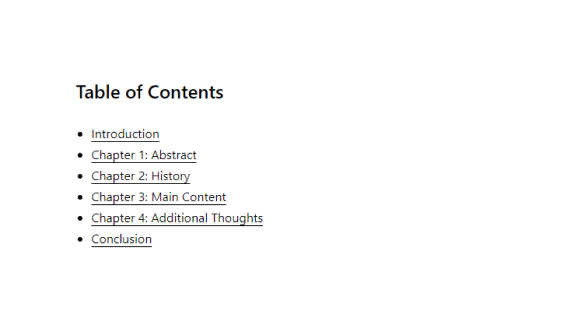 Table of Contents
Introduction
Chapter 1: Abstract
Chapter 2: History
Chapter 3: Main Content
Chapter 4: Additional Thoughts
Conclusion